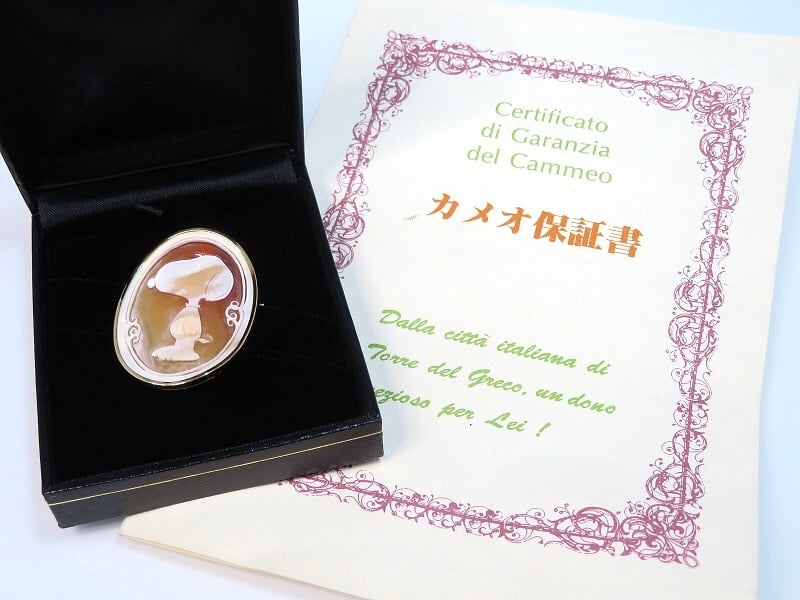 Certificato
di Garanzia
del Cammeo
カメオ保証書
Dalla città italiana di
Torre del Greco, un dono
ezioso per Lei !